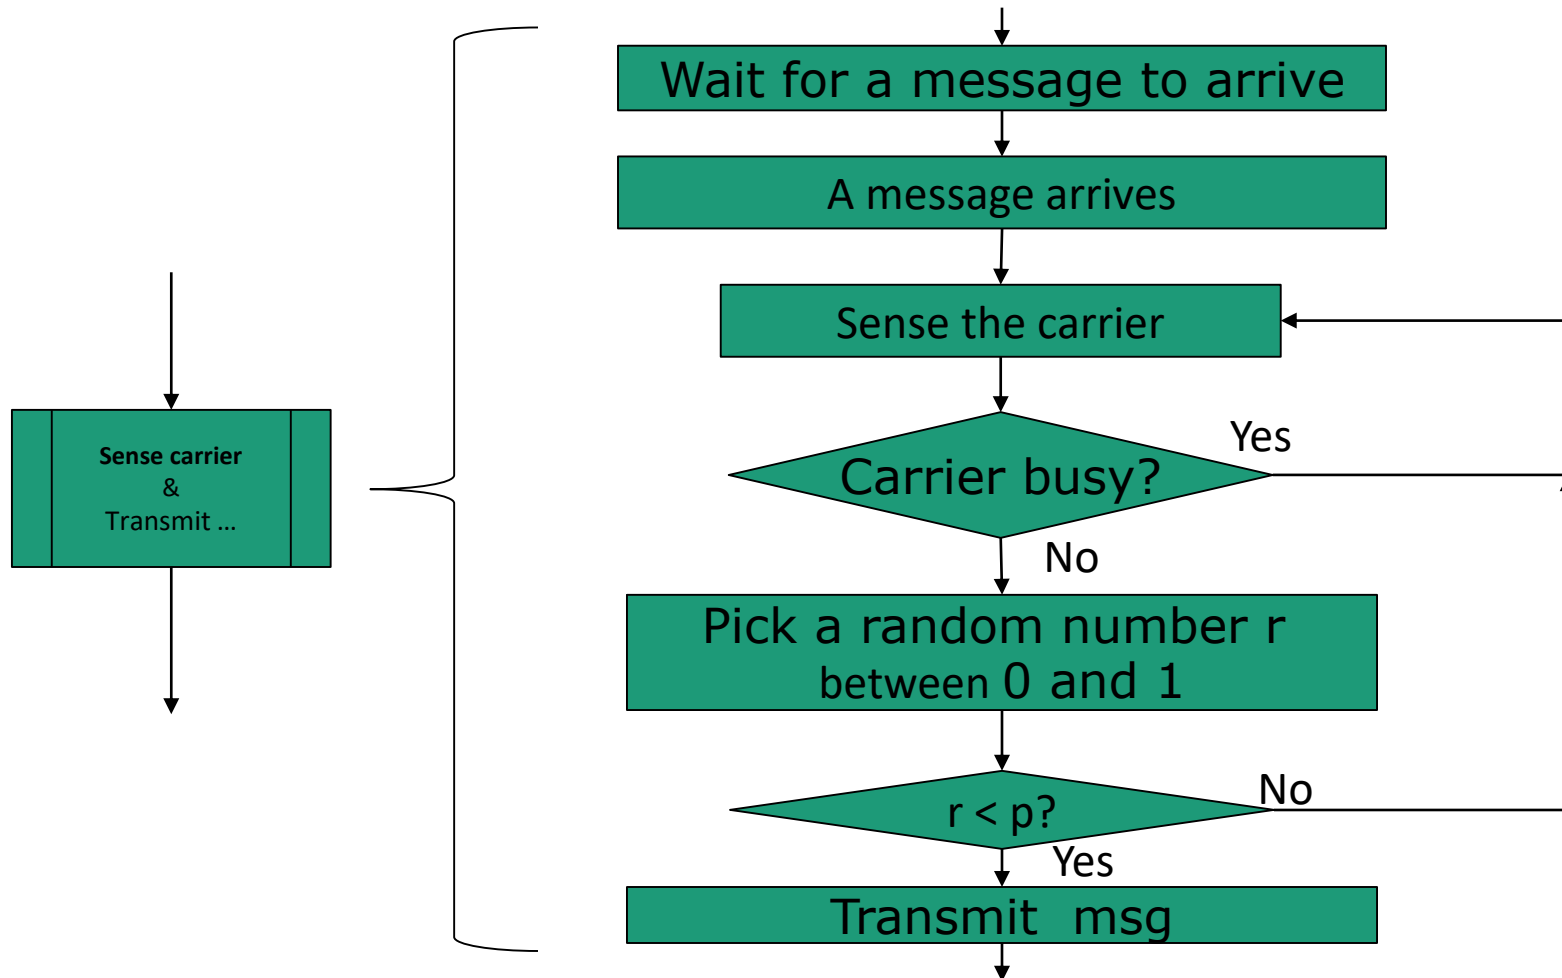 Wait for a message to arrive
A message arrives
Sense the carrier
Carrier busy?
Yes
No
Pick a random number r
between 0 and 1
r < p?
No
Yes
Transmit msg
Sense carrier
&
Transmit ...